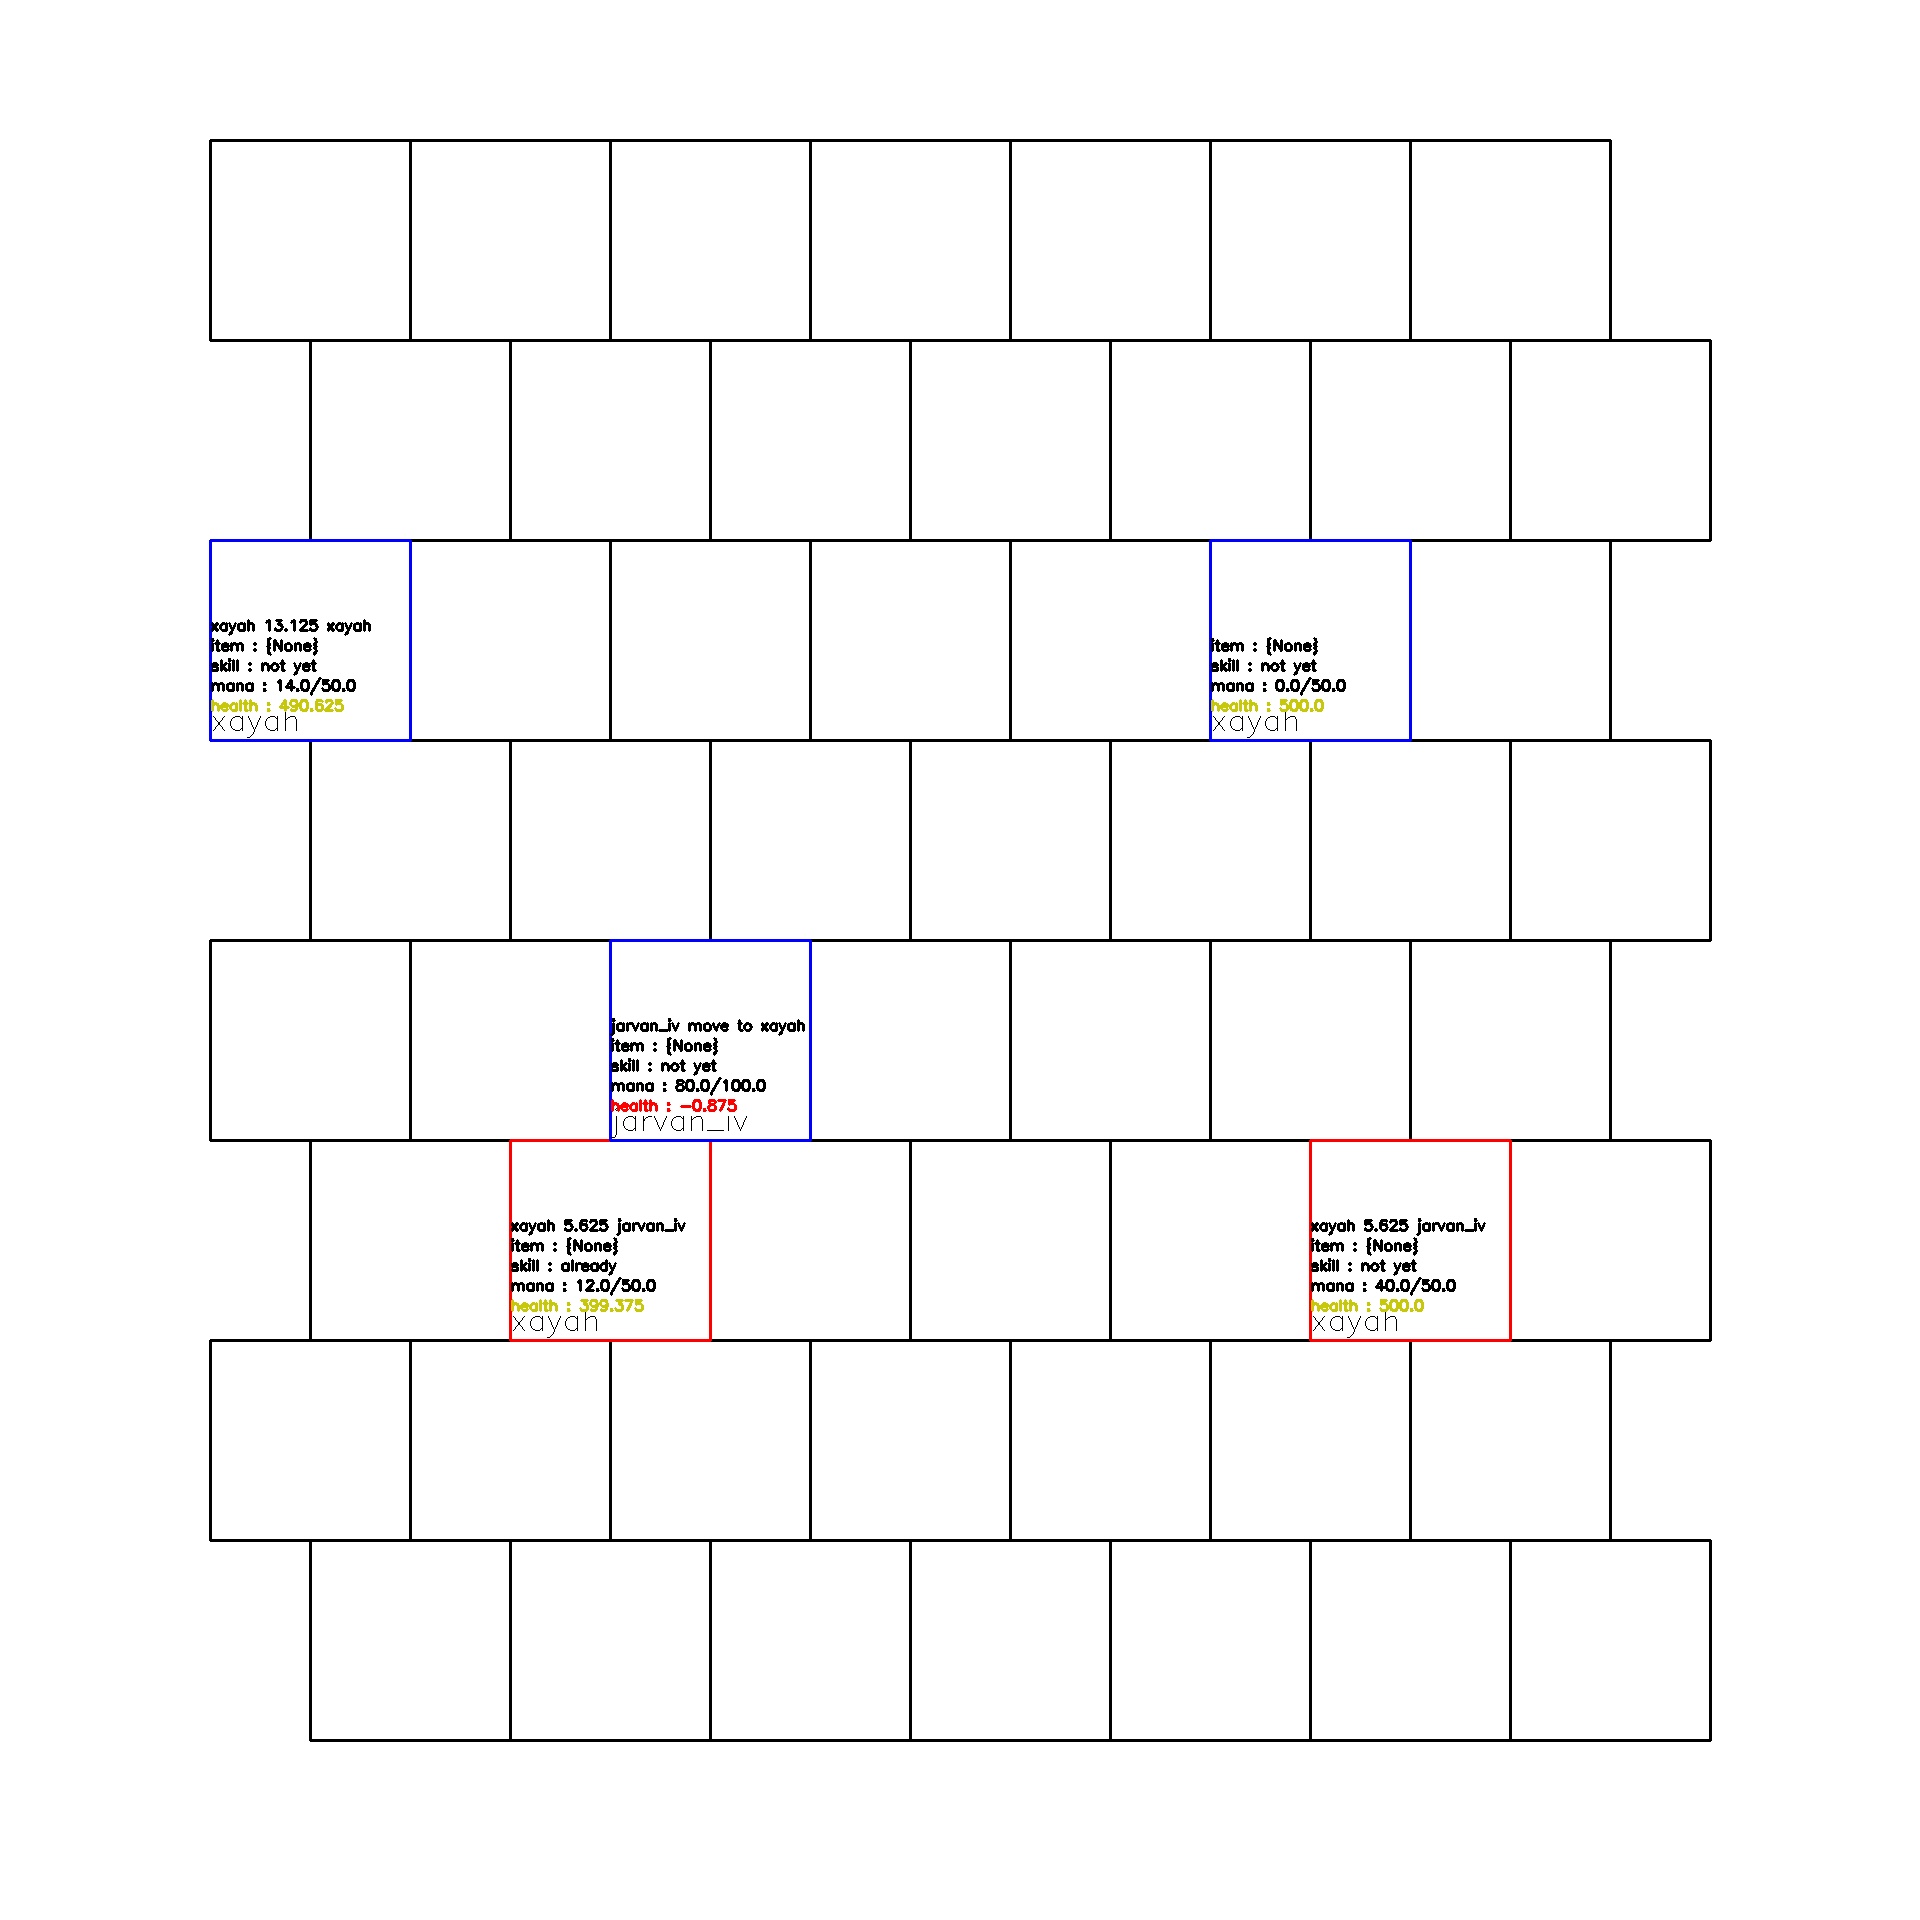 xayah 13.125 xayah
item : {None}
skill : not yet
mana : 14.0/50.0
health : 490.625
xayah
item : {None}
skill : not yet
mana : 0.0/50.0
health : 500.0
xayah
jarvan_iv move to xayah
item : {None}
skill : not yet
mana : 80.0/100.0
health : -0.875
jarvan_iv
xayah 5.625 jarvan_iv
item : {None}
skill : already
mana : 12.0/50.0
health : 399.375
xayah
xayah 5.625 jarvan_iv
item : {None}
skill : not yet
mana : 40.0/50.0
health : 500.0
xayah